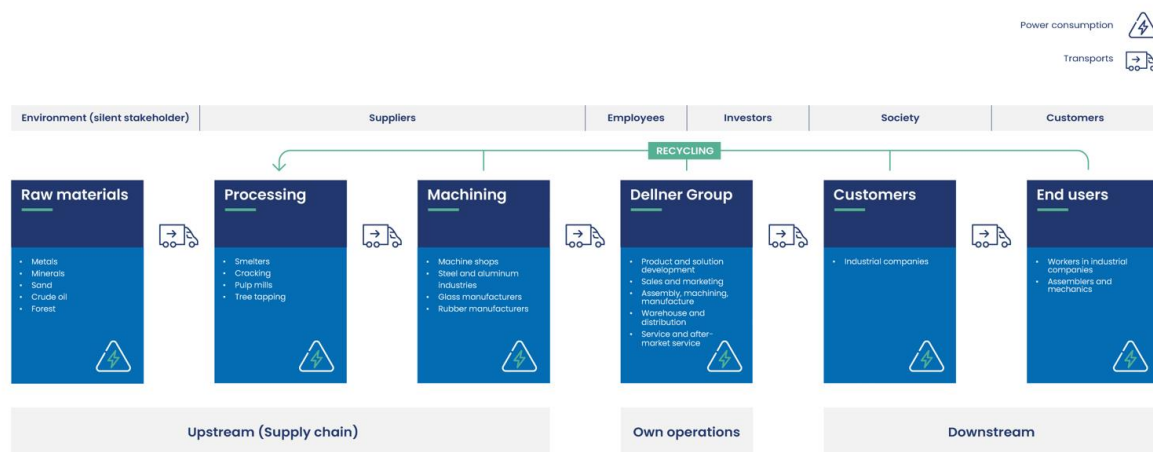 Power consumption
Transports
Environment (silent stakeholder)
Suppliers
Employees
Investors
Society
Customers
RECYCLING
Raw materials
• Metals
• Minerals
• Sand
• Crude oil
• Forest
Processing
• Smelters
• Cracking
• Pulp mills
• Tree tapping
Machining
• Machine shops
• Steel and aluminum
industries
• Glass manufacturers
• Rubber manufacturers
Dellner Group
• Product and solution
development
• Sales and marketing
• Assembly, machining,
manufacture
• Warehouse and
distribution
• Service and after-
market service
Customers
• Industrial companies
End users
• Workers in industrial
companies
• Assemblers and
mechanics
Upstream (Supply chain)
Own operations
Downstream